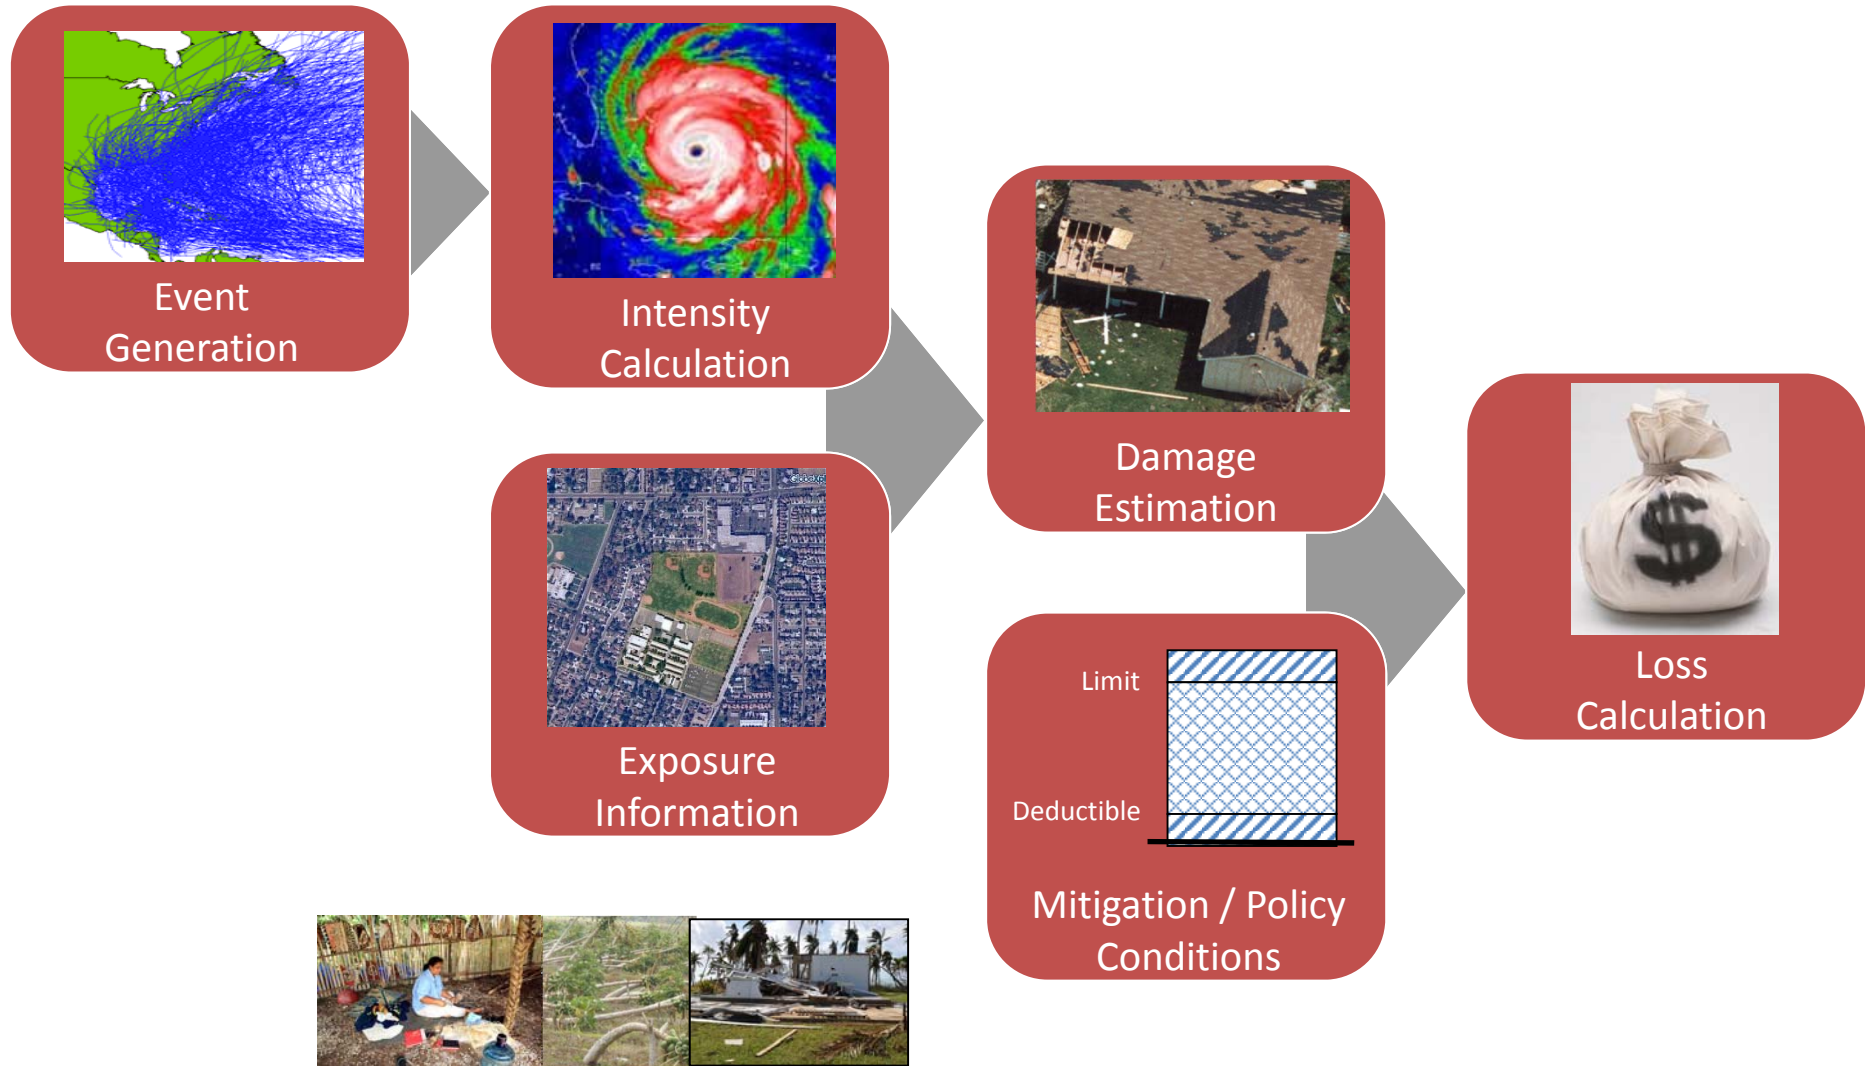 Event
Generation
Intensity
Calculation
Exposure
Information
Damage
Estimation
Limit
Deductible
Mitigation / Policy
Conditions
$
Loss
Calculation